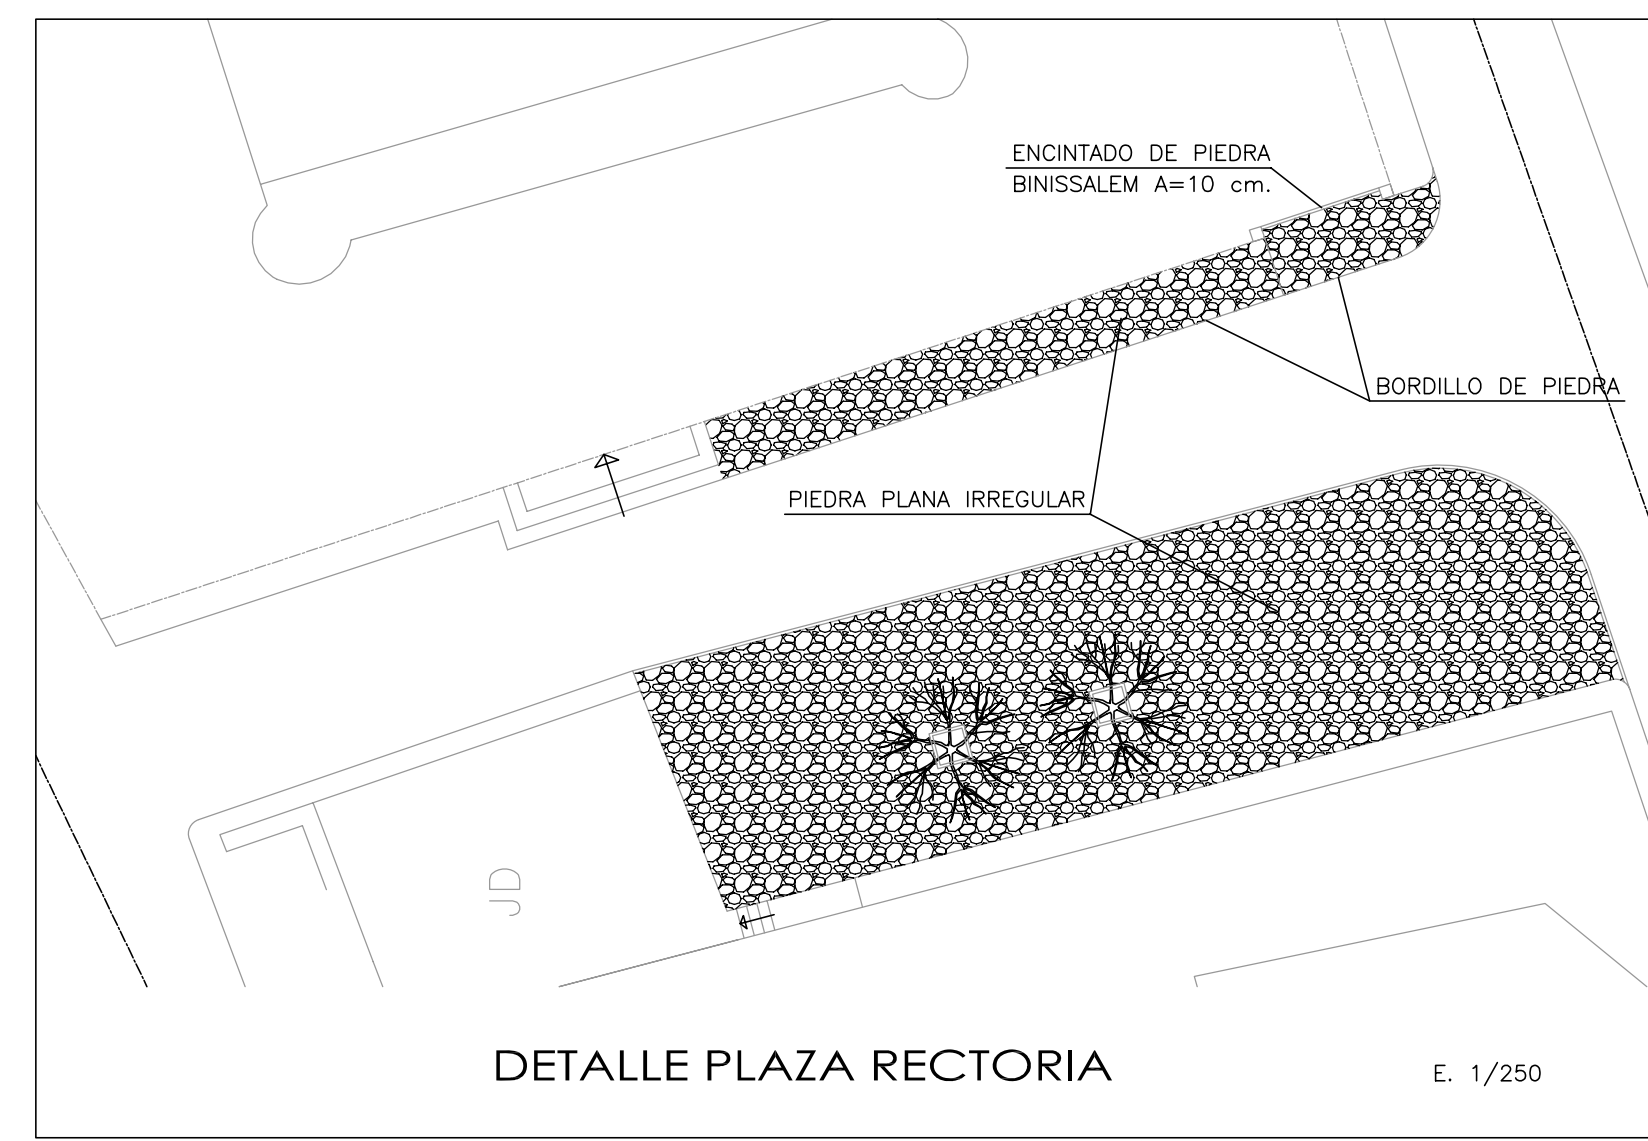 ENCINTADO DE PIEDRA
BINISSALEM A=10 cm.
BORDILLO DE PIEDRA
PIEDRA PLANA IRREGULAR
JD
DETALLE PLAZA RECTORIA
E. 1/250